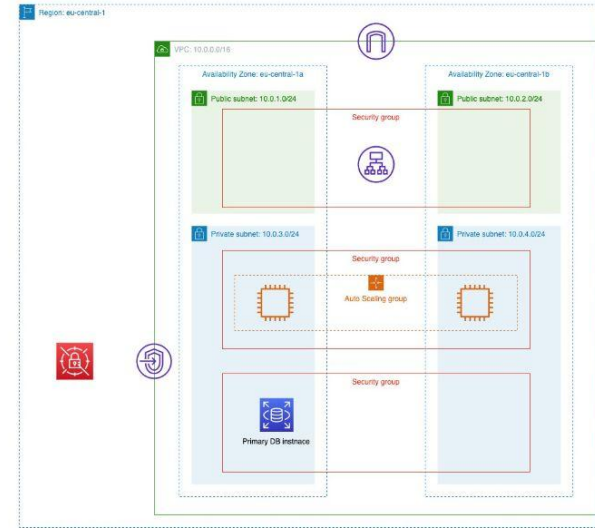 Region: eu-central-1
VPC: 10.0.0.0/16
Availability Zone: eu-central-1a
Availability Zone: eu-central-1b
Public subnet: 10.0.1.0/24
Public subnet: 10.0.2.0/24
Security group
Private subnet: 10.0.3.0/24
Private subnet: 10.0.4.0/24
Security group
Auto Scaling group
Security group
Primary DB instnace